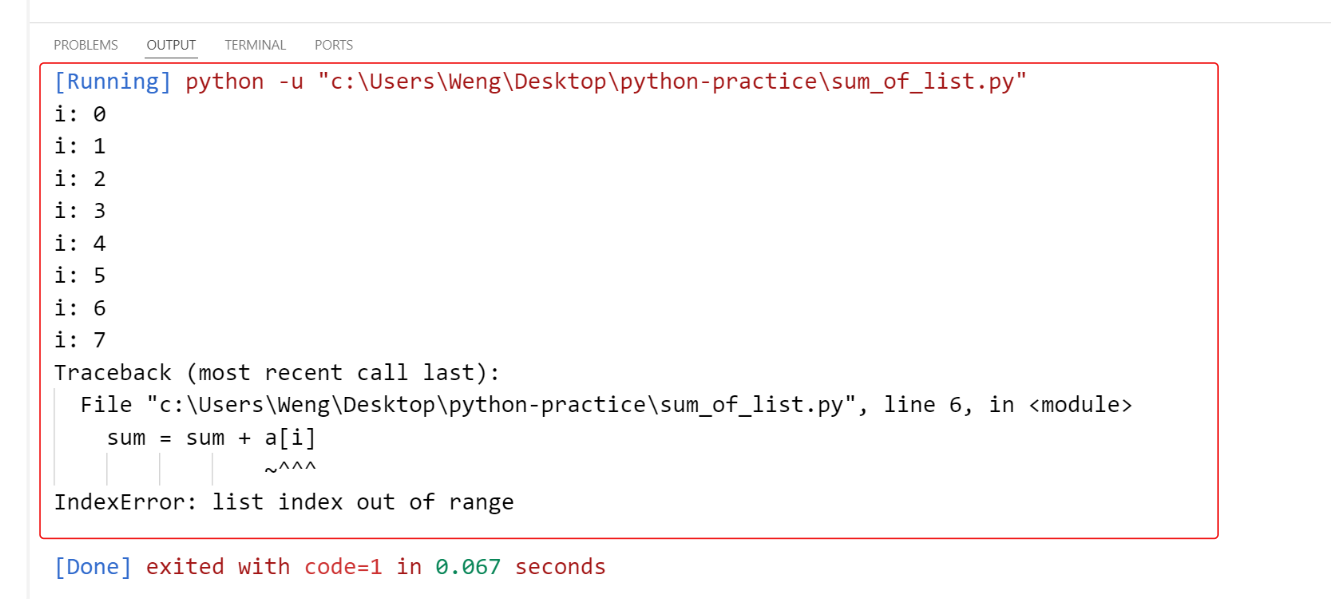 PROBLEMS OUTPUT TERMINAL PORTS
[Running] python -u "c:\Users\Weng\Desktop\python-practice\sum_of_list.py"
i: 0
i: 1
i: 2
i: 3
i: 4
i: 5
i: 6
i: 7
Traceback (most recent call last):
  File "c:\Users\Weng\Desktop\python-practice\sum_of_list.py", line 6, in <module>
    sum = sum + a[i]
                ~^^^
IndexError: list index out of range
[Done] exited with code=1 in 0.067 seconds